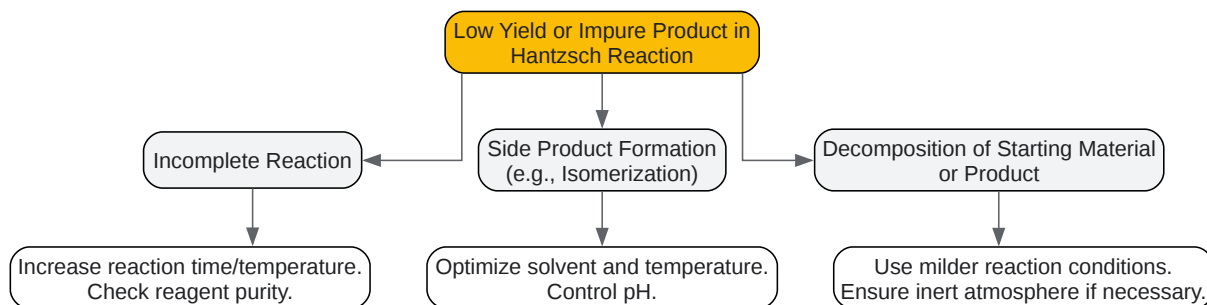 Low Yield or Impure Product in
Hantzsch Reaction
Incomplete Reaction
Side Product Formation
(e.g., Isomerization)
Decomposition of Starting Material
or Product
Increase reaction time/temperature.
Check reagent purity.
Optimize solvent and temperature.
Control pH.
Use milder reaction conditions.
Ensure inert atmosphere if necessary.